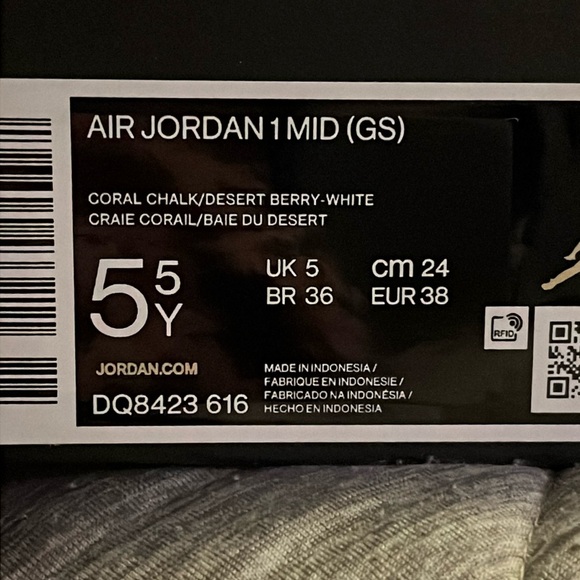 AIR JORDAN 1 MID (GS)
CORAL CHALK/DESERT BERRY-WHITE
CRAIE CORAIL/BAIE DU DESERT
5 5 Y
UK 5 cm 24
BR 36 EUR 38
RFID
JORDAN.COM
DQ8423 616
MADE IN INDONESIA /
FABRIQUE EN INDONESIE /
FABRICADO NA INDONÉSIA /
HECHO EN INDONESIA